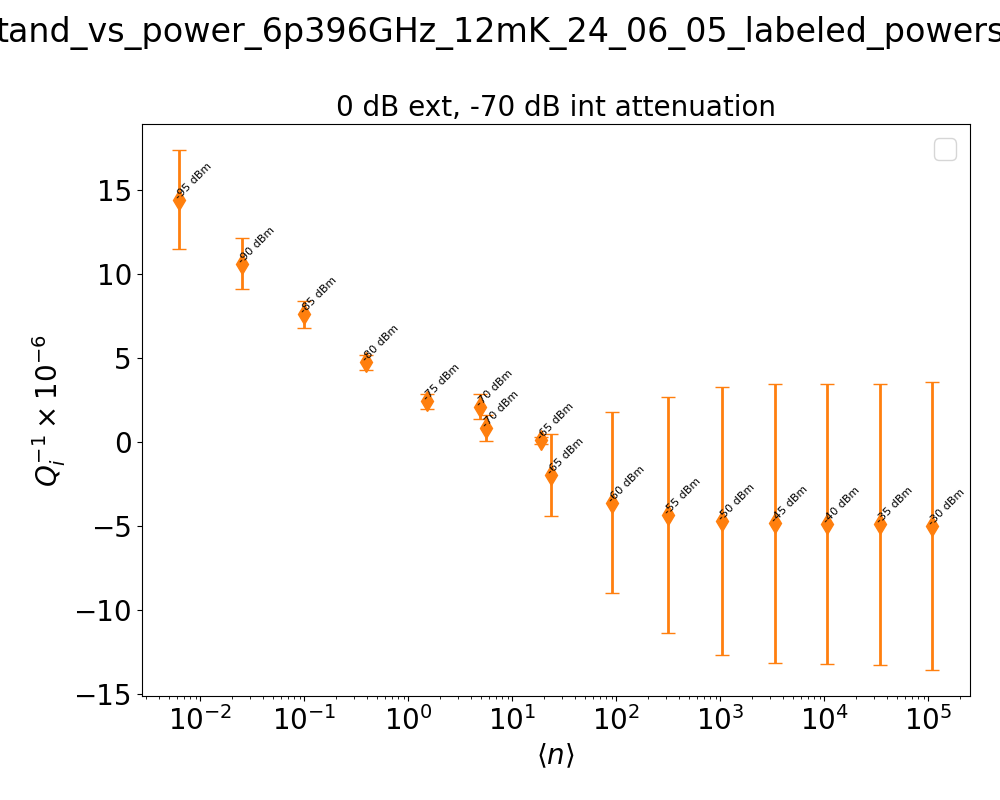 tand_vs_power_6p396GHz_12mK_24_06_05_labeled_powers
0 dB ext, -70 dB int attenuation
15
10
5
0
−5
−10
−15
Q_i^{-1} × 10^{-6}
-95 dBm
-90 dBm
-85 dBm
-80 dBm
-75 dBm
-70 dBm
-70 dBm
-65 dBm
-65 dBm
-60 dBm
-55 dBm
-50 dBm
-45 dBm
-40 dBm
-35 dBm
-30 dBm
10^{-2} 10^{-1} 10^{0} 10^{1} 10^{2} 10^{3} 10^{4} 10^{5}
⟨n⟩